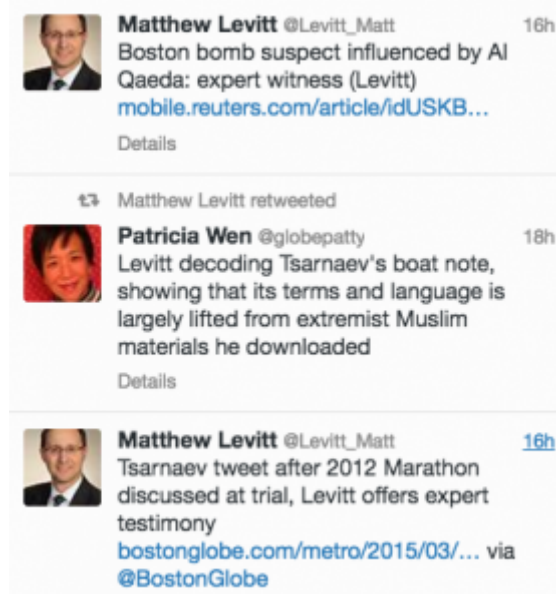 Matthew Levitt @Levitt_Matt 16h
Boston bomb suspect influenced by Al
Qaeda: expert witness (Levitt)
mobile.reuters.com/article/idUSKB...
Details
Matthew Levitt retweeted
Patricia Wen @globepatty 18h
Levitt decoding Tsarnaev's boat note,
showing that its terms and language is
largely lifted from extremist Muslim
materials he downloaded
Details
Matthew Levitt @Levitt_Matt 16h
Tsarnaev tweet after 2012 Marathon
discussed at trial, Levitt offers expert
testimony
bostonglobe.com/metro/2015/03/... via
@BostonGlobe